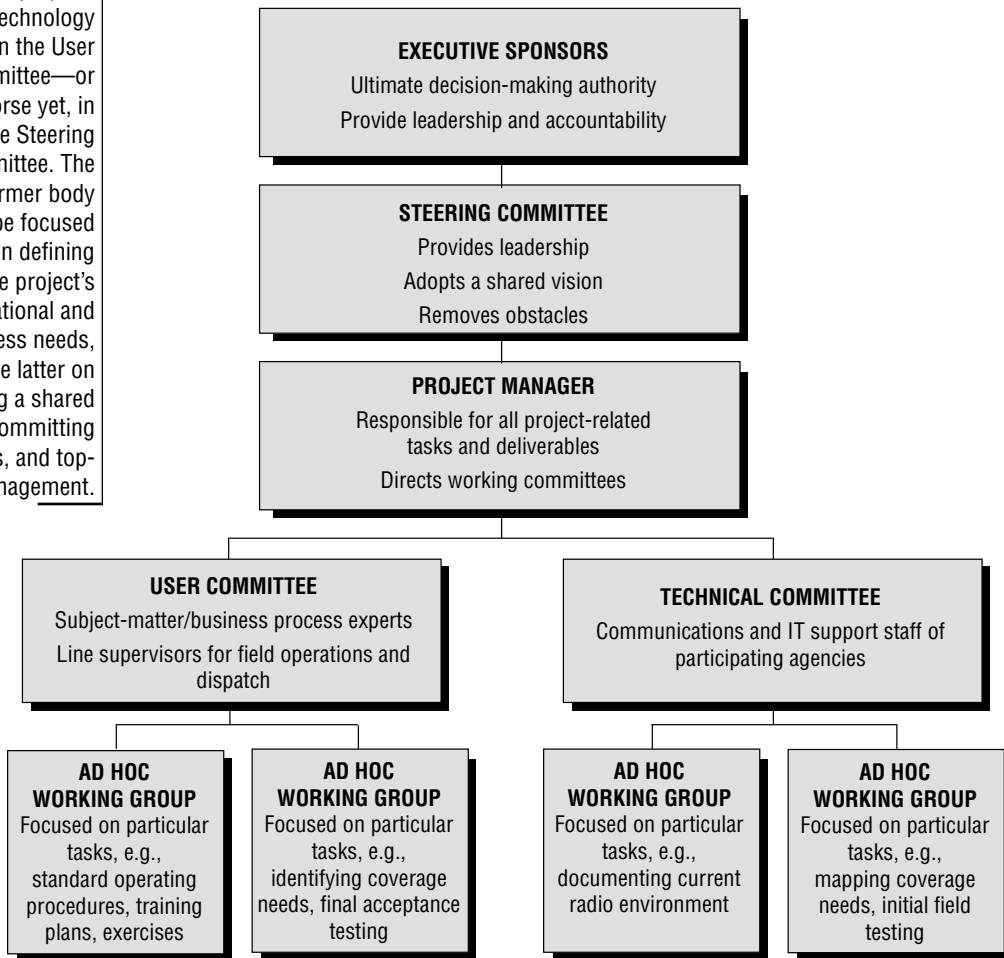 echnology
n the User
mittee—or
orse yet, in
e Steering
mittee. The
rmer body
be focused
n defining
e project's
ational and
ess needs,
e latter on
g a shared
ommitting
s, and top-
nagement.
EXECUTIVE SPONSORS
Ultimate decision-making authority
Provide leadership and accountability
STEERING COMMITTEE
Provides leadership
Adopts a shared vision
Removes obstacles
PROJECT MANAGER
Responsible for all project-related
tasks and deliverables
Directs working committees
USER COMMITTEE
Subject-matter/business process experts
Line supervisors for field operations and
dispatch
TECHNICAL COMMITTEE
Communications and IT support staff of
participating agencies
AD HOC
WORKING GROUP
Focused on particular
tasks, e.g.,
standard operating
procedures, training
plans, exercises
AD HOC
WORKING GROUP
Focused on particular
tasks, e.g.,
identifying coverage
needs, final acceptance
testing
AD HOC
WORKING GROUP
Focused on particular
tasks, e.g.,
documenting current
radio environment
AD HOC
WORKING GROUP
Focused on particular
tasks, e.g.,
mapping coverage
needs, initial field
testing